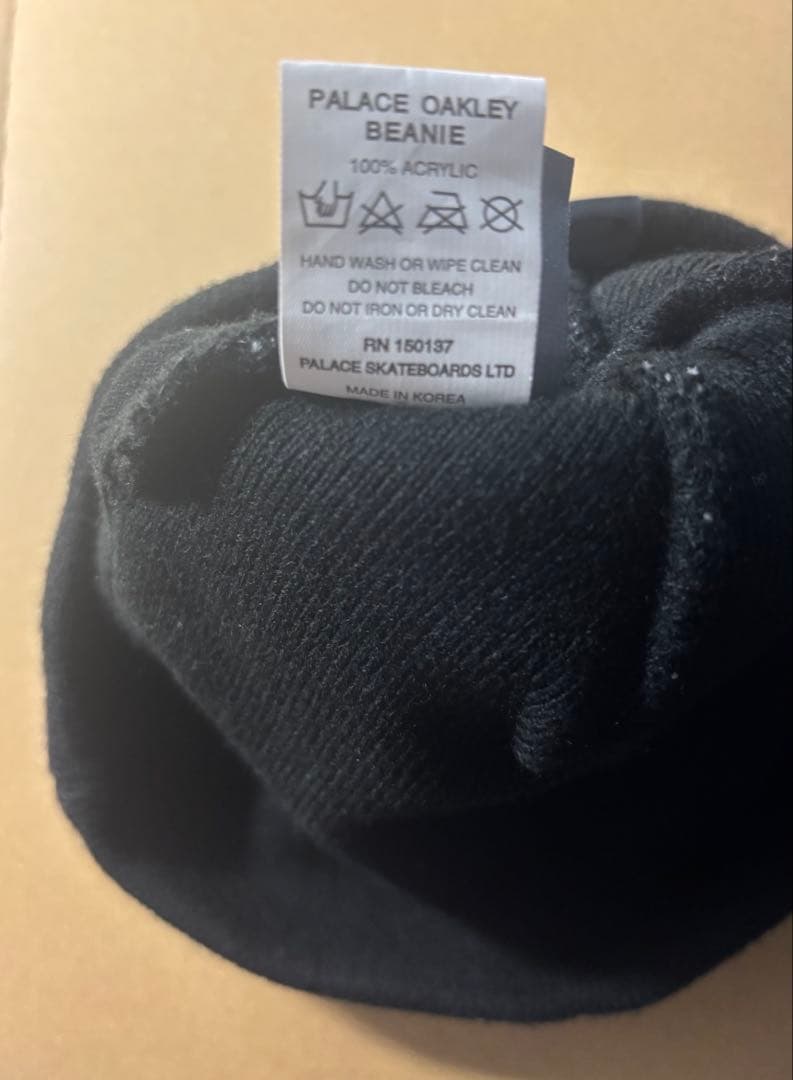 PALACE OAKLEY
BEANIE
100% ACRYLIC
HAND WASH OR WIPE CLEAN
DO NOT BLEACH
DO NOT IRON OR DRY CLEAN
RN 150137
PALACE SKATEBOARDS LTD
MADE IN KOREA